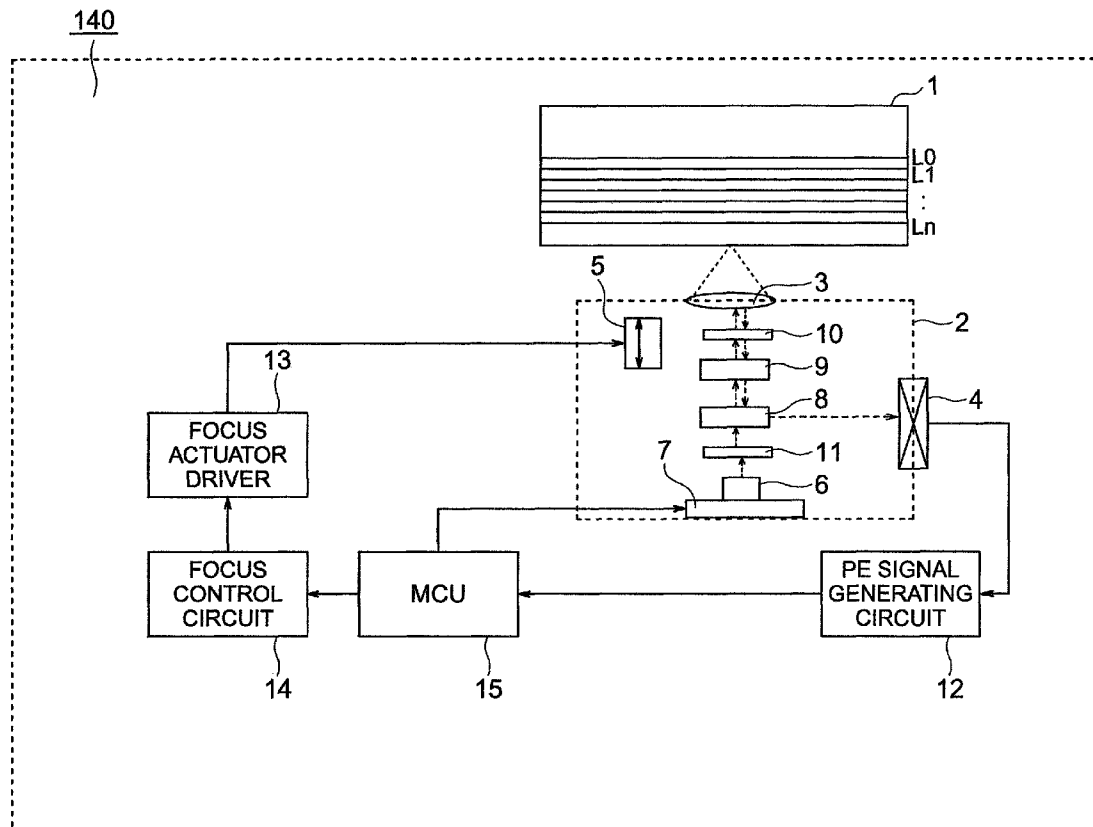 140
1
L0
L1
:
Ln
5
3
2
10
13
9
8
4
FOCUS
ACTUATOR
DRIVER
11
7
6
FOCUS
CONTROL
CIRCUIT
MCU
PE SIGNAL
GENERATING
CIRCUIT
14
15
12